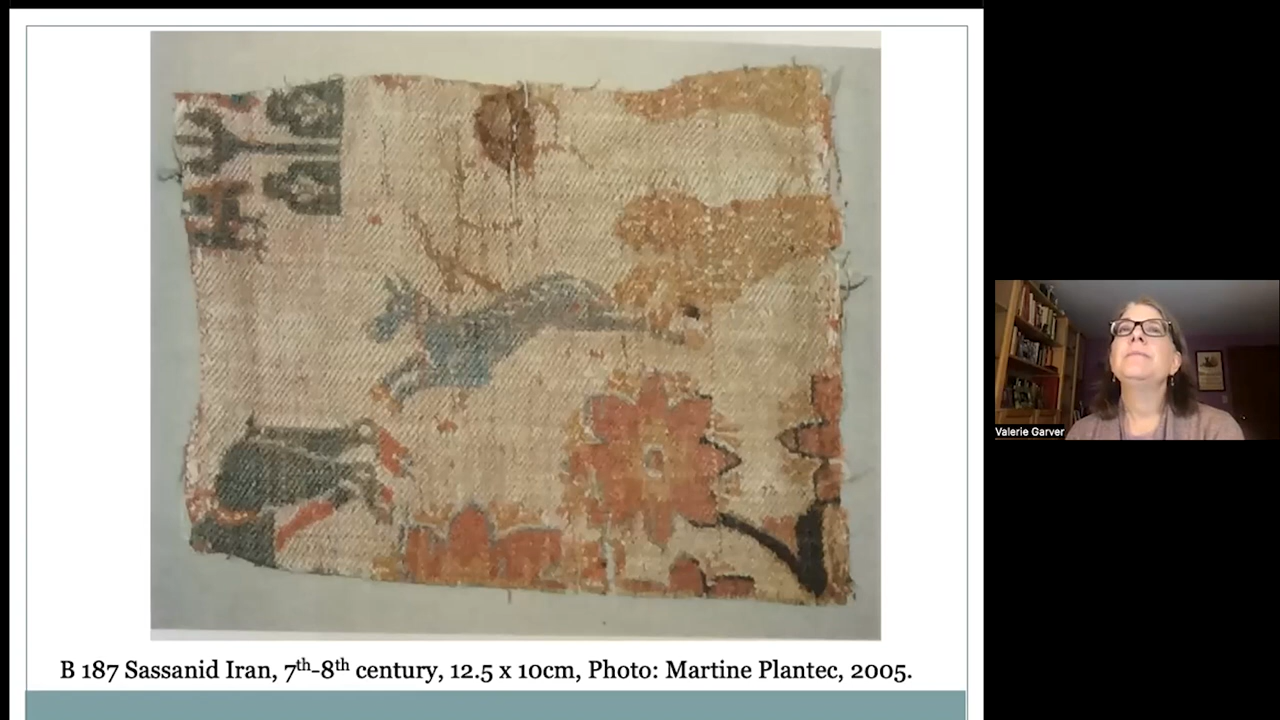 B 187 Sassanid Iran, 7th-8th century, 12.5 x 10cm, Photo: Martine Plantec, 2005.
Valerie Garver